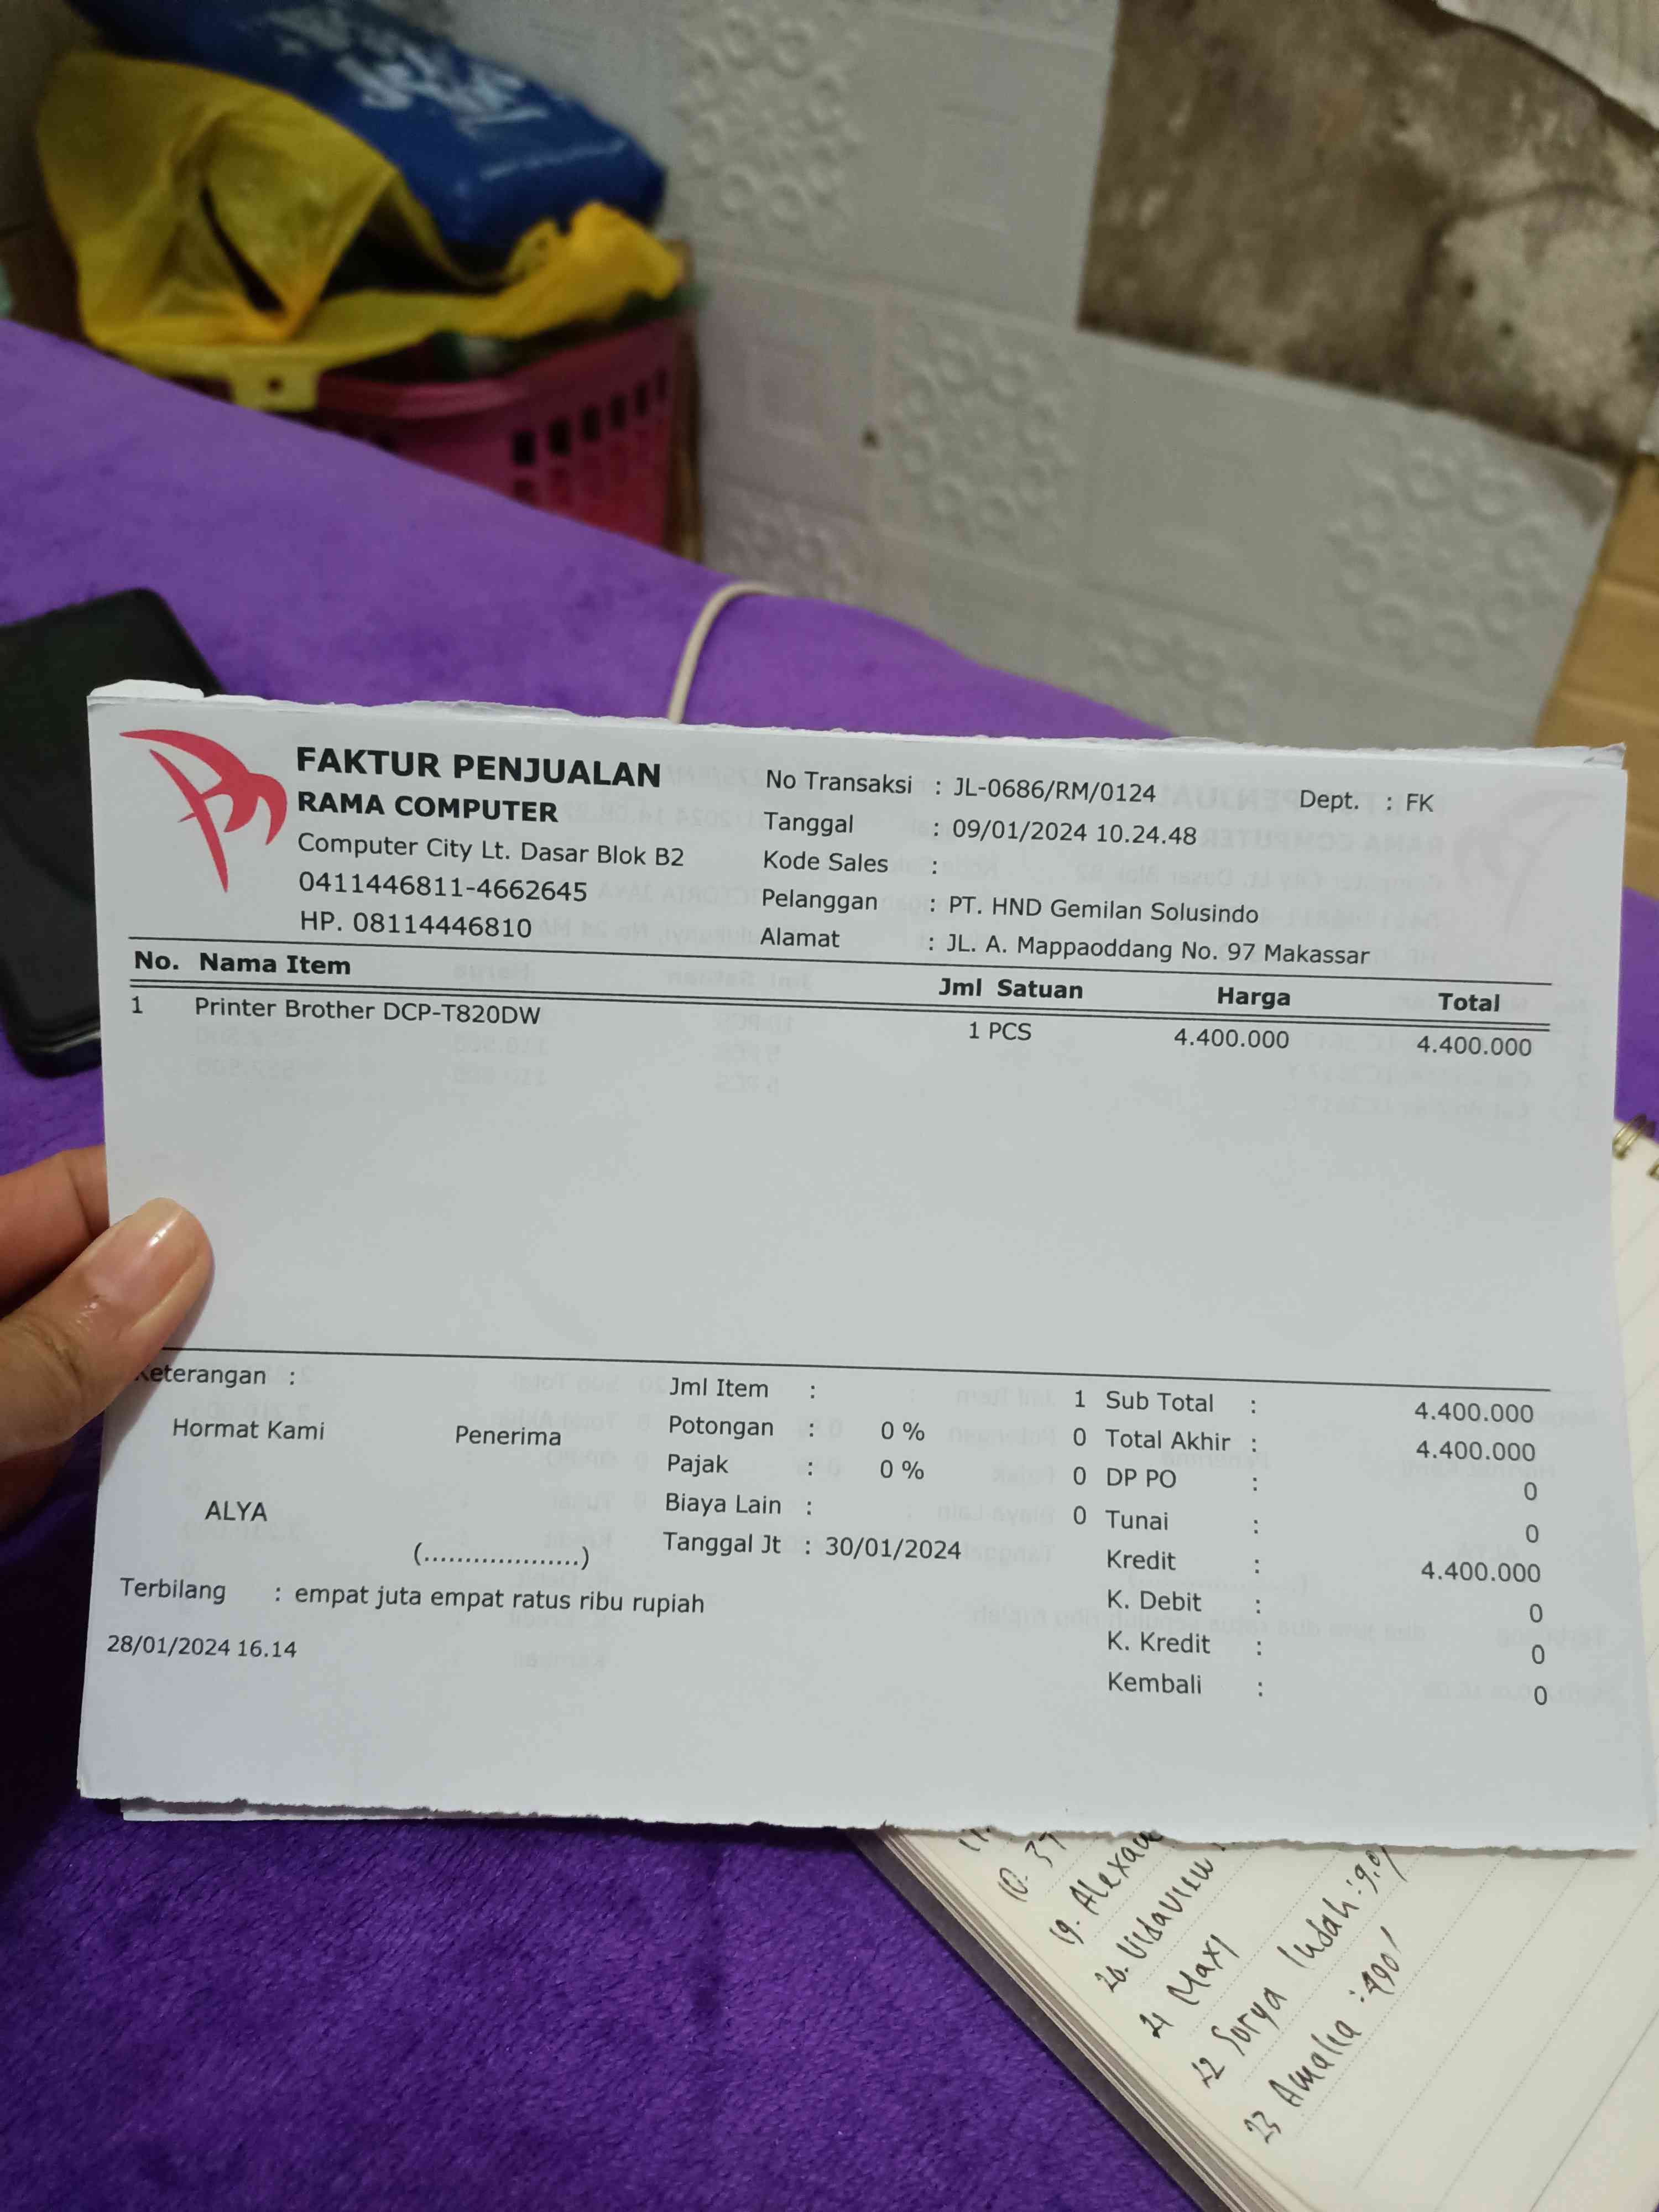 FAKTUR PENJUALAN
RAMA COMPUTER
Computer City Lt. Dasar Blok B2
0411446811-4662645
HP. 08114446810
No Transaksi : JL-0686/RM/0124 Dept. : FK
Tanggal : 09/01/2024 10.24.48
Kode Sales :
Pelanggan : PT. HND Gemilan Solusindo
Alamat : JL. A. Mappaoddang No. 97 Makassar
No. Nama Item Jml Satuan Harga Total
1 Printer Brother DCP-T820DW 1 PCS 4.400.000 4.400.000
Keterangan :
Hormat Kami Penerima
ALYA
(...................)
Jml Item : 1
Potongan : 0 % 0
Pajak : 0 % 0
Biaya Lain : 0
Tanggal Jt : 30/01/2024
Sub Total : 4.400.000
Total Akhir : 4.400.000
DP PO : 0
Tunai : 0
Kredit : 4.400.000
K. Debit : 0
K. Kredit : 0
Kembali : 0
Terbilang : empat juta empat ratus ribu rupiah
28/01/2024 16.14
21 Maxi
22 Surya Indah
23 Amalia